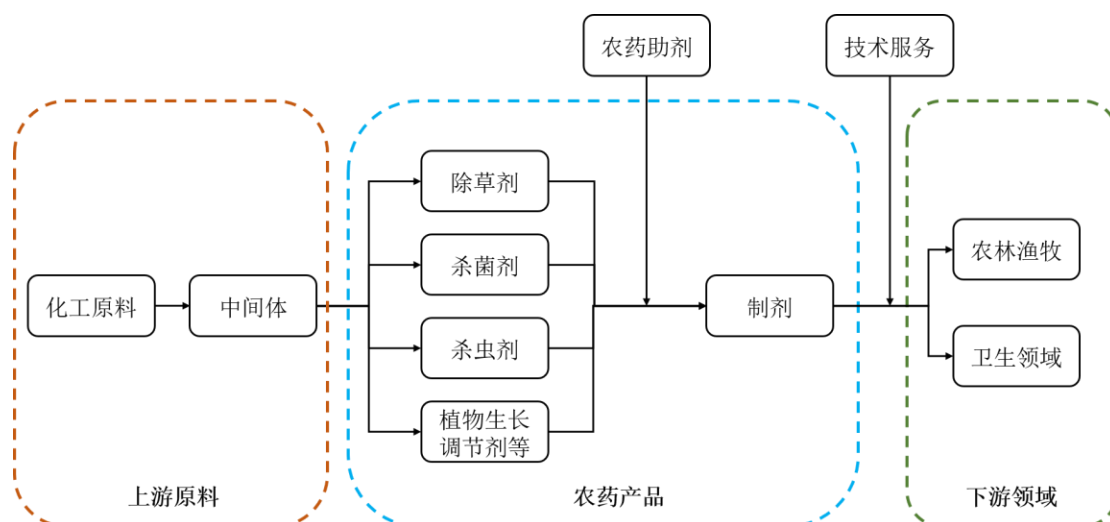 农药助剂
技术服务
除草剂
杀菌剂
农林渔牧
化工原料
中间体
制剂
杀虫剂
卫生领域
植物生长
调节剂等
上游原料
农药产品
下游领域